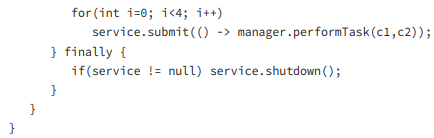 for(int i=0; i<4; i++)
service.submit(() -> manager.performTask(c1,c2));
} finally {
if(service != null) service.shutdown();
}
}
}